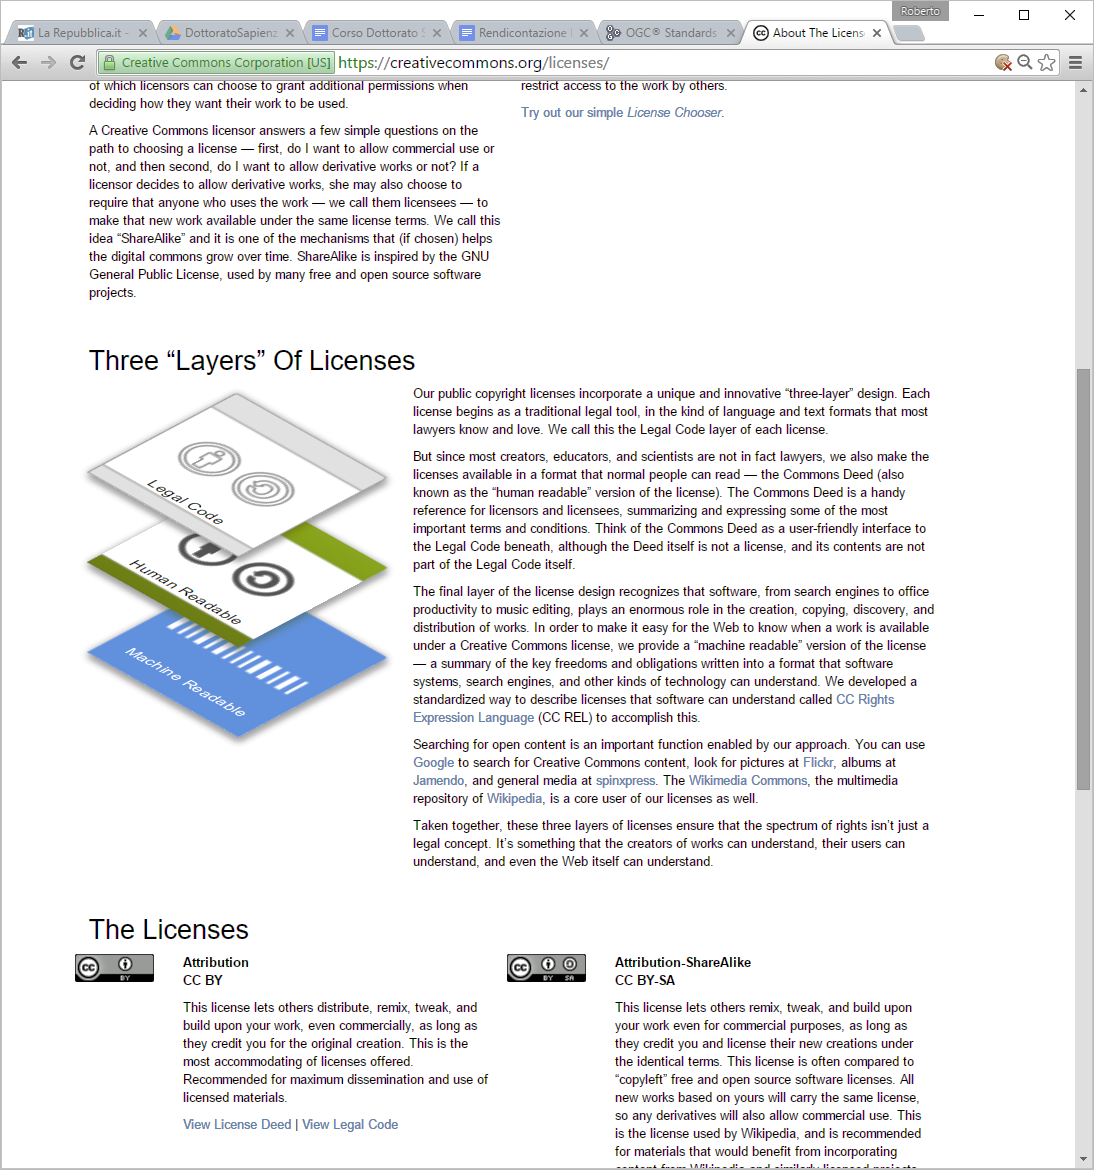 Roberto
La Repubblica.it -
DottoratoSapienz
Corso Dottorato S
Rendicontazione
OGC® Standards
About The Licens
Creative Commons Corporation [US]
https://creativecommons.org/licenses/
of which licensors can choose to grant additional permissions when
deciding how they want their work to be used.
A Creative Commons licensor answers a few simple questions on the
path to choosing a license — first, do I want to allow commercial use or
not, and then second, do I want to allow derivative works or not? If a
licensor decides to allow derivative works, she may also choose to
require that anyone who uses the work — we call them licensees — to
make that new work available under the same license terms. We call this
idea “ShareAlike” and it is one of the mechanisms that (if chosen) helps
the digital commons grow over time. ShareAlike is inspired by the GNU
General Public License, used by many free and open source software
projects.
restrict access to the work by others.
Try out our simple License Chooser.
Three “Layers” Of Licenses
Legal Code
Human Readable
Machine Readable
Our public copyright licenses incorporate a unique and innovative “three-layer” design. Each
license begins as a traditional legal tool, in the kind of language and text formats that most
lawyers know and love. We call this the Legal Code layer of each license.
But since most creators, educators, and scientists are not in fact lawyers, we also make the
licenses available in a format that normal people can read — the Commons Deed (also
known as the “human readable” version of the license). The Commons Deed is a handy
reference for licensors and licensees, summarizing and expressing some of the most
important terms and conditions. Think of the Commons Deed as a user-friendly interface to
the Legal Code beneath, although the Deed itself is not a license, and its contents are not
part of the Legal Code itself.
The final layer of the license design recognizes that software, from search engines to office
productivity to music editing, plays an enormous role in the creation, copying, discovery, and
distribution of works. In order to make it easy for the Web to know when a work is available
under a Creative Commons license, we provide a “machine readable” version of the license
— a summary of the key freedoms and obligations written into a format that software
systems, search engines, and other kinds of technology can understand. We developed a
standardized way to describe licenses that software can understand called CC Rights
Expression Language (CC REL) to accomplish this.
Searching for open content is an important function enabled by our approach. You can use
Google to search for Creative Commons content, look for pictures at Flickr, albums at
Jamendo, and general media at spinxpress. The Wikimedia Commons, the multimedia
repository of Wikipedia, is a core user of our licenses as well.
Taken together, these three layers of licenses ensure that the spectrum of rights isn’t just a
legal concept. It’s something that the creators of works can understand, their users can
understand, and even the Web itself can understand.
The Licenses
cc BY
Attribution
CC BY
This license lets others distribute, remix, tweak, and
build upon your work, even commercially, as long as
they credit you for the original creation. This is the
most accommodating of licenses offered.
Recommended for maximum dissemination and use of
licensed materials.
View License Deed | View Legal Code
cc BY SA
Attribution-ShareAlike
CC BY-SA
This license lets others remix, tweak, and build upon
your work even for commercial purposes, as long as
they credit you and license their new creations under
the identical terms. This license is often compared to
“copyleft” free and open source software licenses. All
new works based on yours will carry the same license,
so any derivatives will also allow commercial use. This
is the license used by Wikipedia, and is recommended
for materials that would benefit from incorporating
content from Wikipedia and similarly licensed projects.